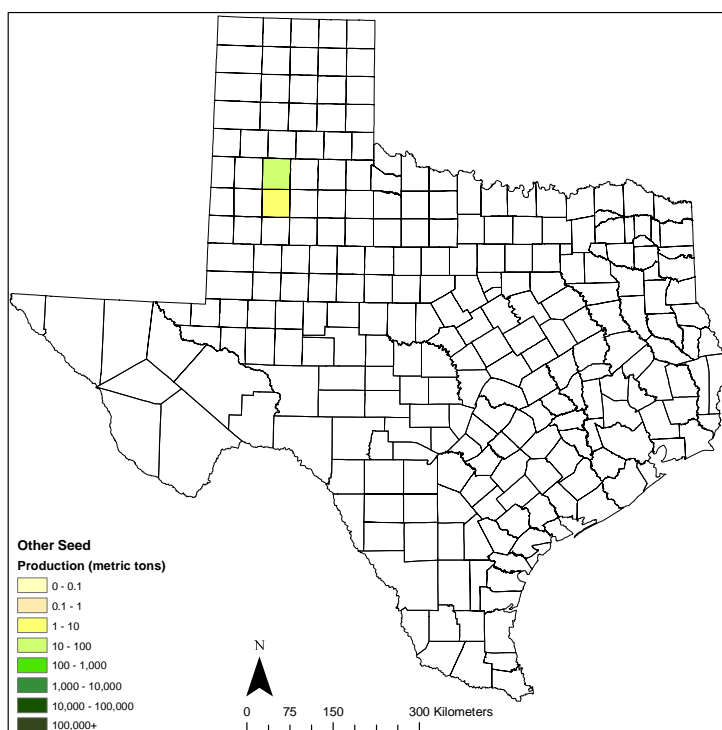 Other Seed
Production (metric tons)
0 - 0.1
0.1 - 1
1 - 10
10 - 100
100 - 1,000
1,000 - 10,000
10,000 - 100,000
100,000+
N
0 75 150 300 Kilometers